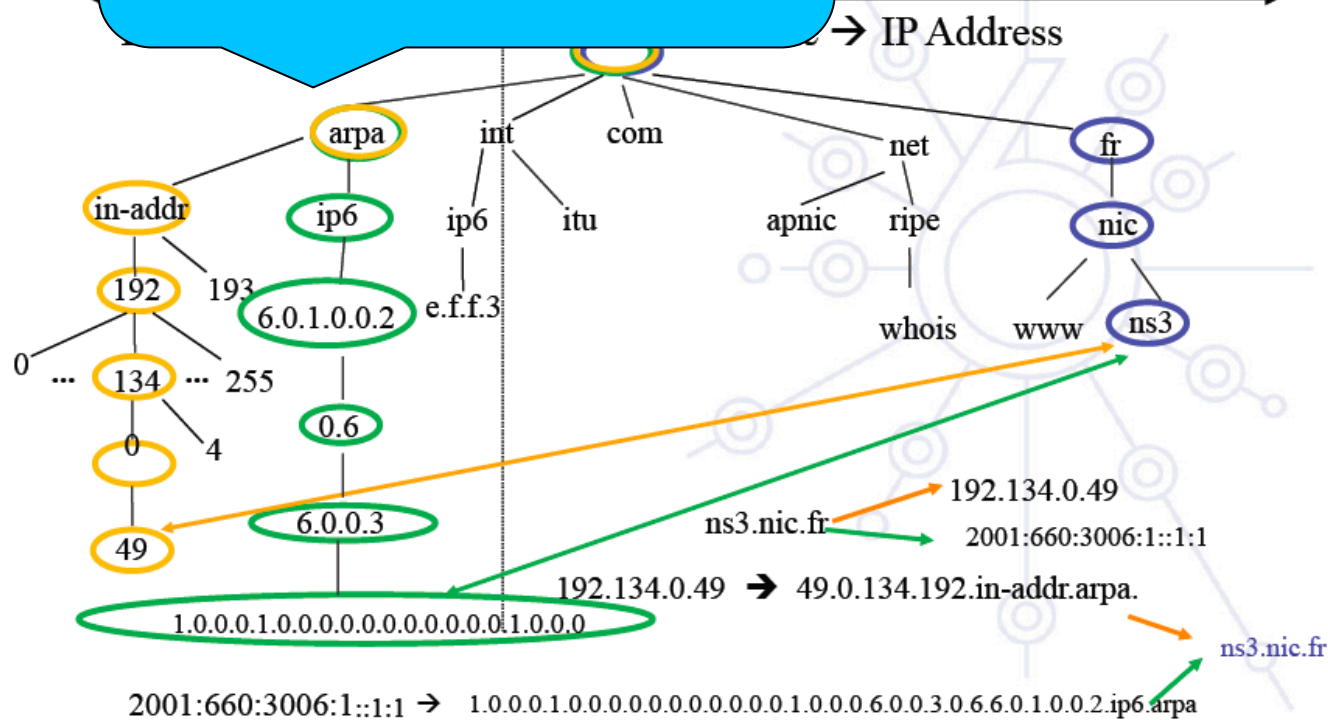 → IP Address
arpa int com net fr
in-addr ip6 ip6 itu apnic ripe nic
192 193 6.0.1.0.0.2 e.f.f.3 whois www ns3
0 ... 134 ... 255
0 4 0.6
192.134.0.49
6.0.0.3 ns3.nic.fr
2001:660:3006:1::1:1
49
192.134.0.49 → 49.0.134.192.in-addr.arpa.
1.0.0.0.1.0.0.0.0.0.0.0.0.0.0.0.1.0.0.0
ns3.nic.fr
2001:660:3006:1::1:1 → 1.0.0.0.1.0.0.0.0.0.0.0.0.0.0.0.1.0.0.0.6.0.0.3.0.6.6.0.1.0.0.2.ip6.arpa